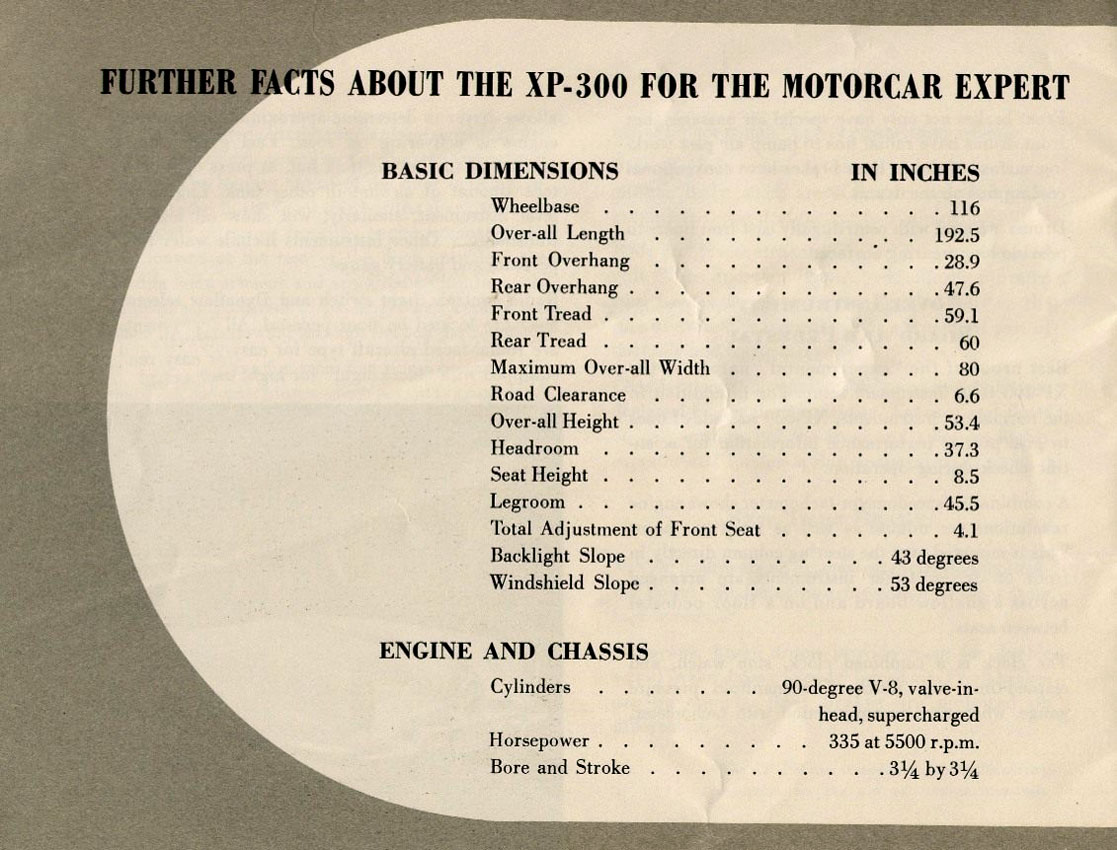 FURTHER FACTS ABOUT THE XP-300 FOR THE MOTORCAR EXPERT
BASIC DIMENSIONS IN INCHES
Wheelbase . . . . . . . . . . . . . . 116
Over-all Length . . . . . . . . . . . . 192.5
Front Overhang . . . . . . . . . . . . 28.9
Rear Overhang . . . . . . . . . . . . . 47.6
Front Tread . . . . . . . . . . . . . . 59.1
Rear Tread . . . . . . . . . . . . . . 60
Maximum Over-all Width . . . . . . . . . 80
Road Clearance . . . . . . . . . . . . 6.6
Over-all Height . . . . . . . . . . . . . 53.4
Headroom . . . . . . . . . . . . . . 37.3
Seat Height . . . . . . . . . . . . . . 8.5
Legroom . . . . . . . . . . . . . . . 45.5
Total Adjustment of Front Seat . . . . . . . 4.1
Backlight Slope . . . . . . . . . . 43 degrees
Windshield Slope . . . . . . . . . . 53 degrees
ENGINE AND CHASSIS
Cylinders . . . . . . . 90-degree V-8, valve-in-
head, supercharged
Horsepower . . . . . . . . . 335 at 5500 r.p.m.
Bore and Stroke . . . . . . . . . . 3¼ by 3¼